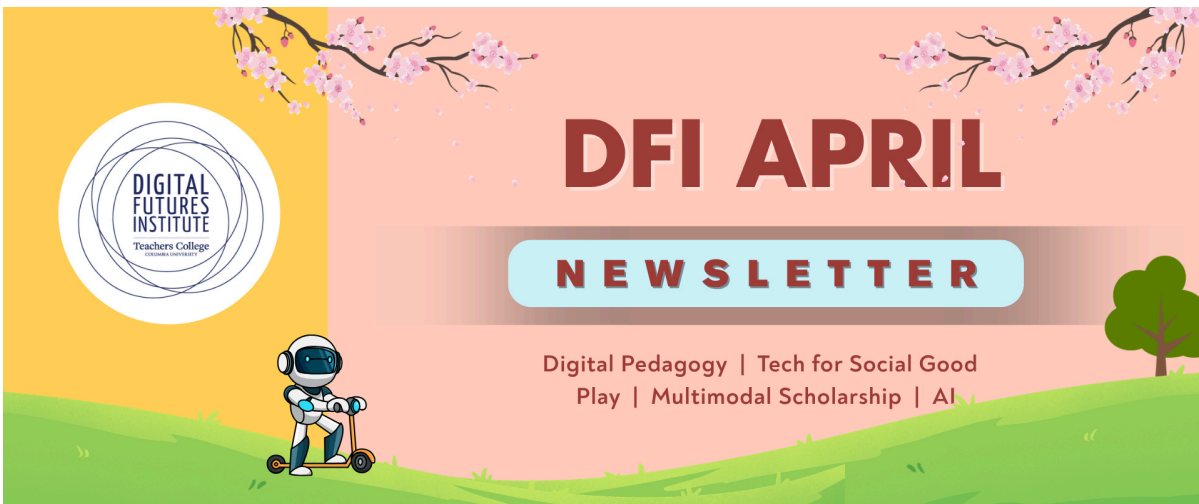 DIGITAL
FUTURES
INSTITUTE
Teachers College
COLUMBIA UNIVERSITY
DFI APRIL
NEWSLETTER
Digital Pedagogy | Tech for Social Good
Play | Multimodal Scholarship | AI